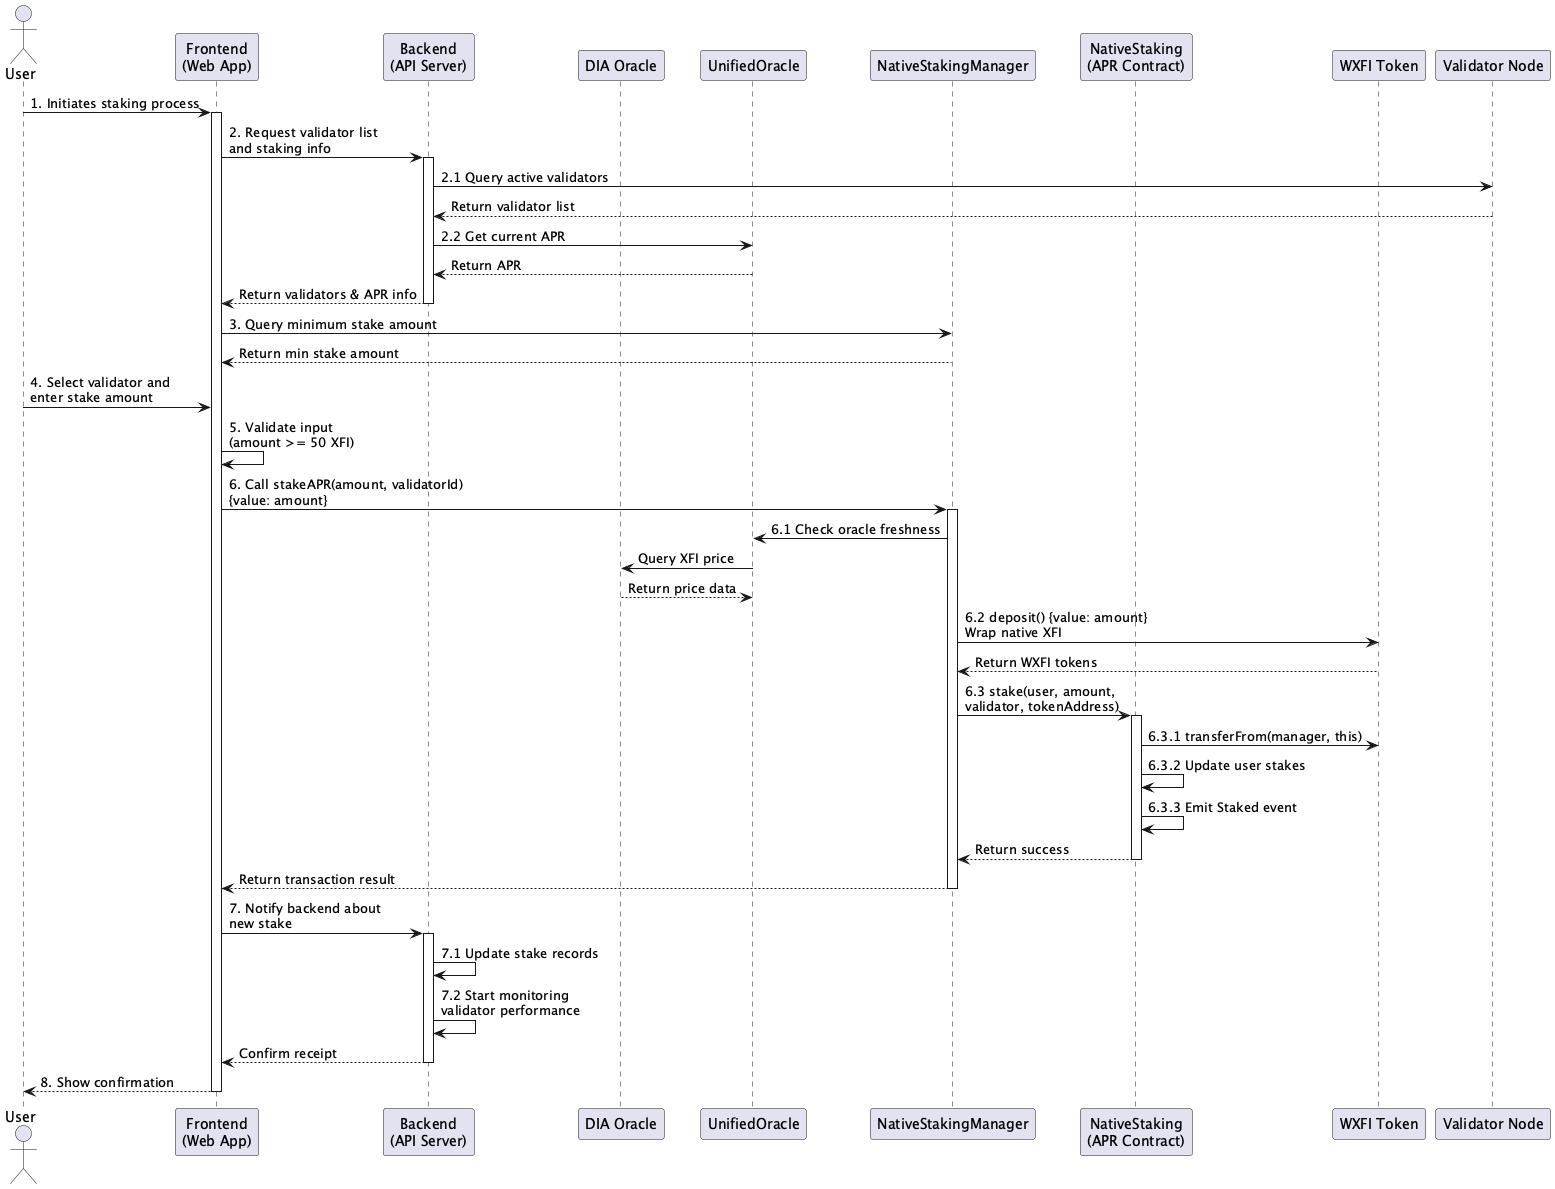 User
Frontend
(Web App)
Backend
(API Server)
DIA Oracle
UnifiedOracle
NativeStakingManager
NativeStaking
(APR Contract)
WXFI Token
Validator Node
1. Initiates staking process
2. Request validator list
and staking info
2.1 Query active validators
Return validator list
2.2 Get current APR
Return APR
Return validators & APR info
3. Query minimum stake amount
Return min stake amount
4. Select validator and
enter stake amount
5. Validate input
(amount >= 50 XFI)
6. Call stakeAPR(amount, validatorId)
{value: amount}
6.1 Check oracle freshness
Query XFI price
Return price data
6.2 deposit() {value: amount}
Wrap native XFI
Return WXFI tokens
6.3 stake(user, amount,
validator, tokenAddress)
6.3.1 transferFrom(manager, this)
6.3.2 Update user stakes
6.3.3 Emit Staked event
Return success
Return transaction result
7. Notify backend about
new stake
7.1 Update stake records
7.2 Start monitoring
validator performance
Confirm receipt
8. Show confirmation
User
Frontend
(Web App)
Backend
(API Server)
DIA Oracle
UnifiedOracle
NativeStakingManager
NativeStaking
(APR Contract)
WXFI Token
Validator Node